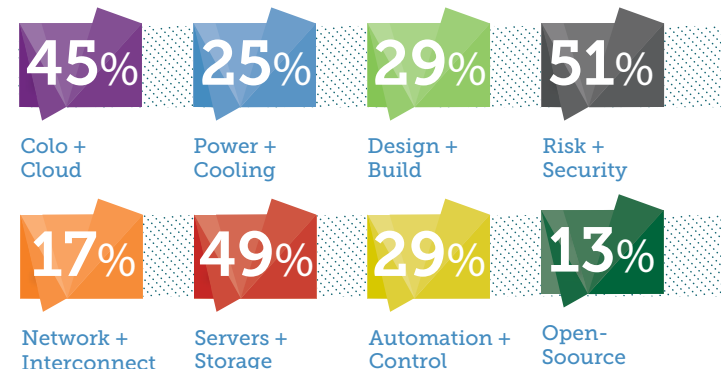 45% 25% 29% 51%
Colo + Power + Design + Risk +
Cloud Cooling Build Security
17% 49% 29% 13%
Network + Servers + Automation + Open-
Interconnect Storage Control Soource